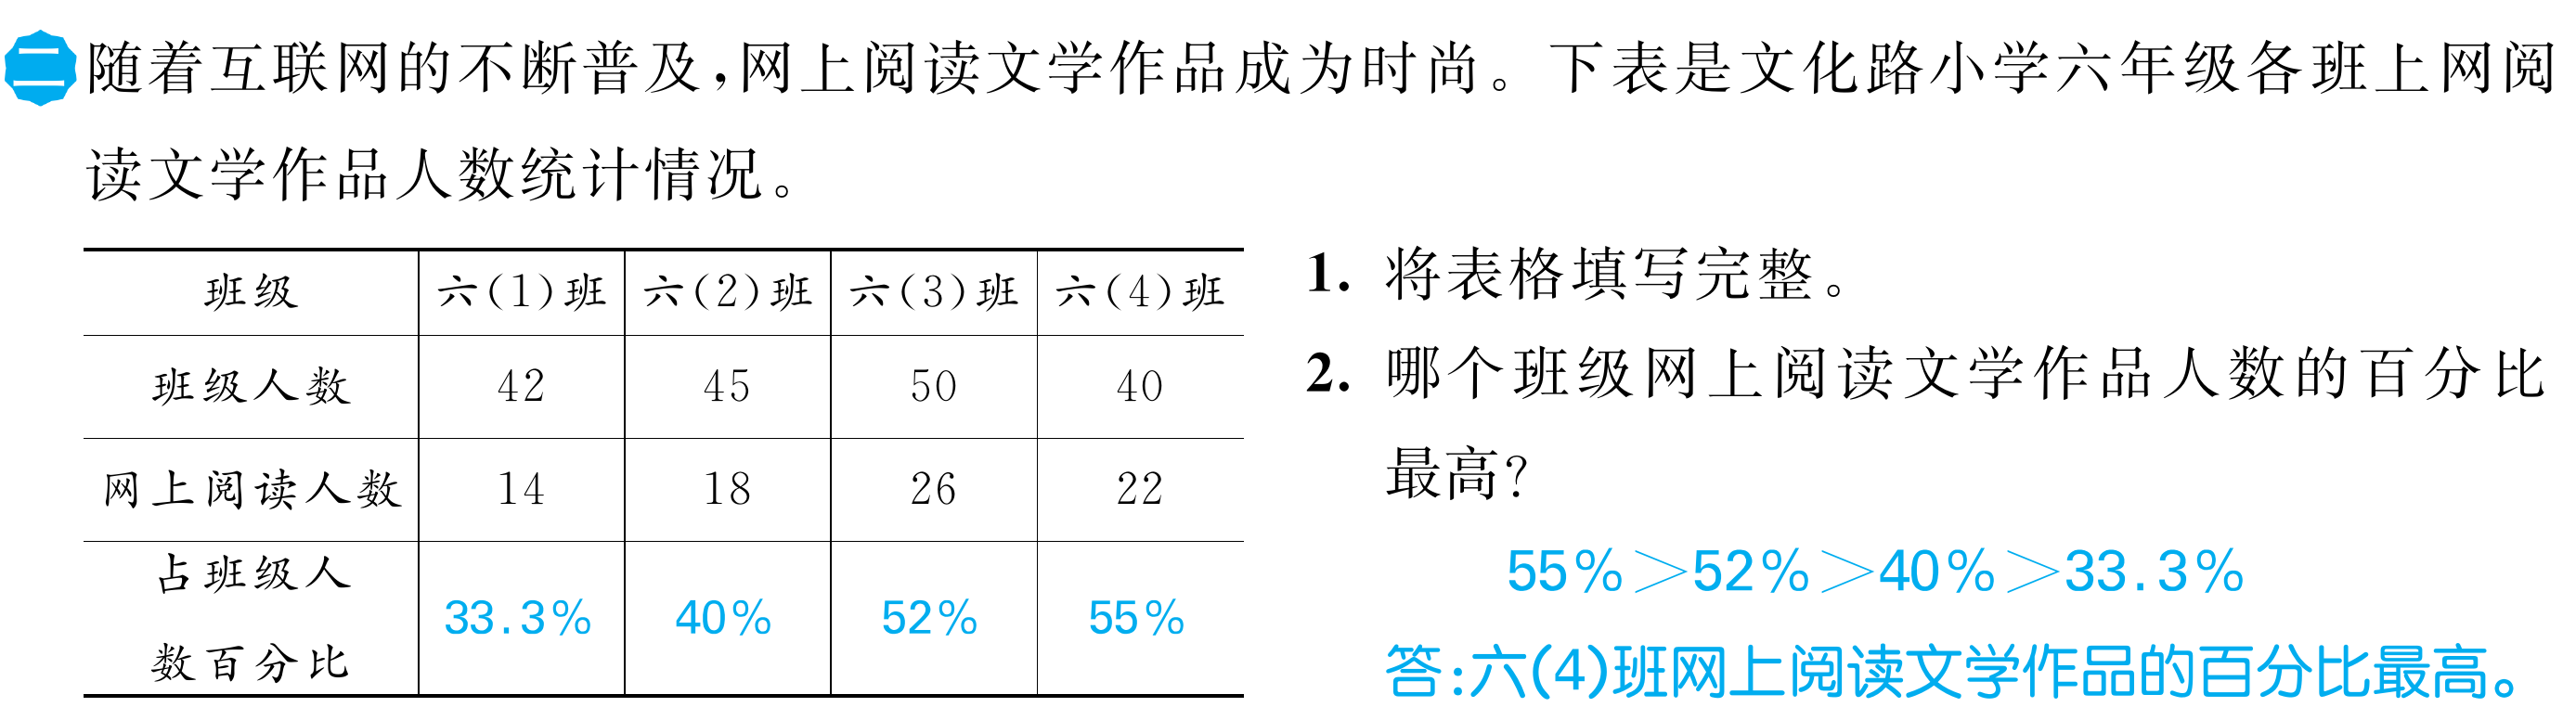 二 随着互联网的不断普及,网上阅读文学作品成为时尚。下表是文化路小学六年级各班上网阅
读文学作品人数统计情况。
班级 六(1)班 六(2)班 六(3)班 六(4)班
班级人数 42 45 50 40
网上阅读人数 14 18 26 22
占班级人
数百分比 33.3% 40% 52% 55%
1. 将表格填写完整。
2. 哪个班级网上阅读文学作品人数的百分比
最高?
55%>52%>40%>33.3%
答:六(4)班网上阅读文学作品的百分比最高。